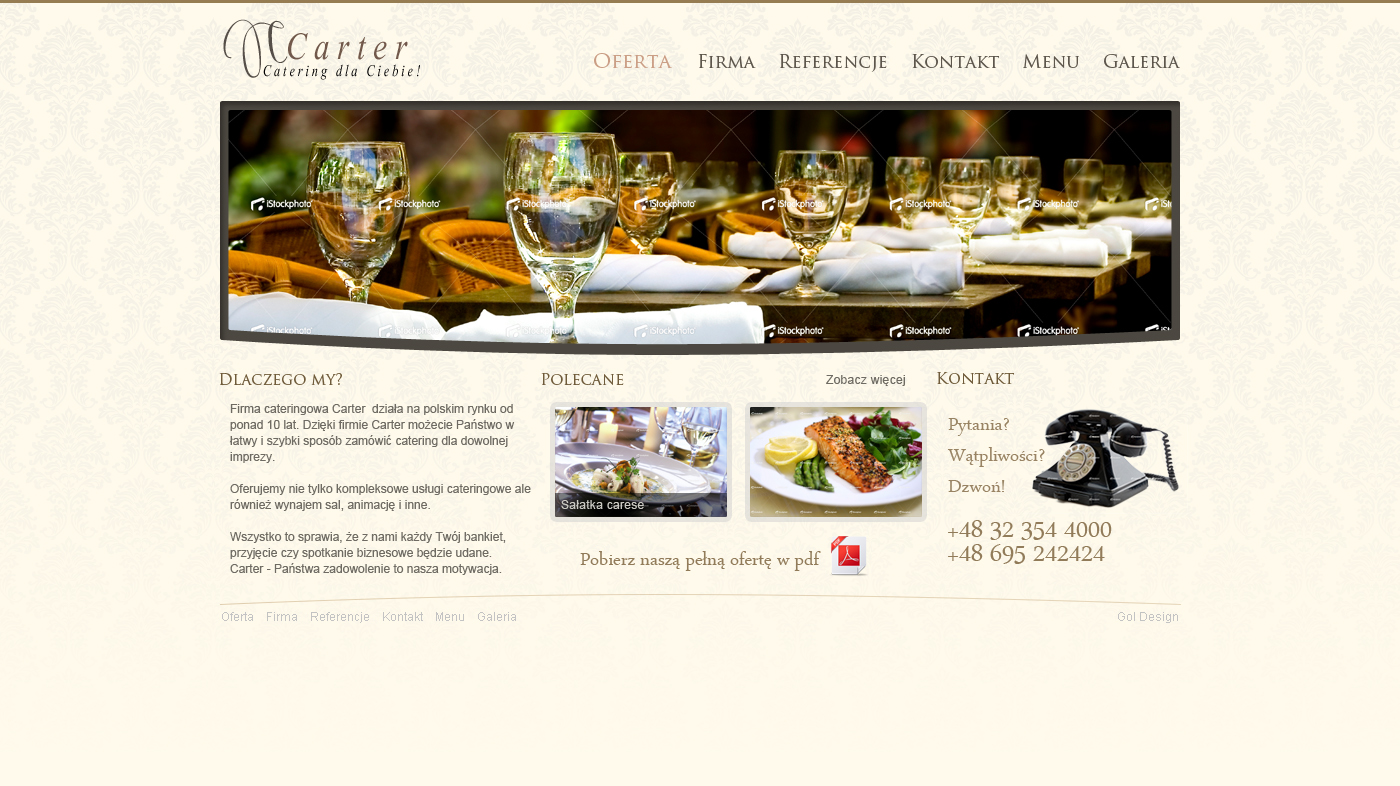 Carter
Catering dla Ciebie!
Oferta Firma Referencje Kontakt Menu Galeria
iStockphoto iStockphoto iStockphoto iStockphoto iStockphoto iStockphoto iStockphoto iSt
iStockphoto iStockphoto iStockphoto iStockphoto iStockphoto iStockphoto iStockphoto iSt
Dlaczego my?
Firma cateringowa Carter działa na polskim rynku od
ponad 10 lat. Dzięki firmie Carter możecie Państwo w
łatwy i szybki sposób zamówić catering dla dowolnej
imprezy.
Oferujemy nie tylko kompleksowe usługi cateringowe ale
również wynajem sal, animację i inne.
Wszystko to sprawia, że z nami każdy Twój bankiet,
przyjęcie czy spotkanie biznesowe będzie udane.
Carter - Państwa zadowolenie to nasza motywacja.
Polecane
Zobacz więcej
Sałatka carese
Pobierz naszą pełną ofertę w pdf
Kontakt
Pytania?
Wątpliwości?
Dzwoń!
+48 32 354 4000
+48 695 242424
Oferta Firma Referencje Kontakt Menu Galeria
Gol Design